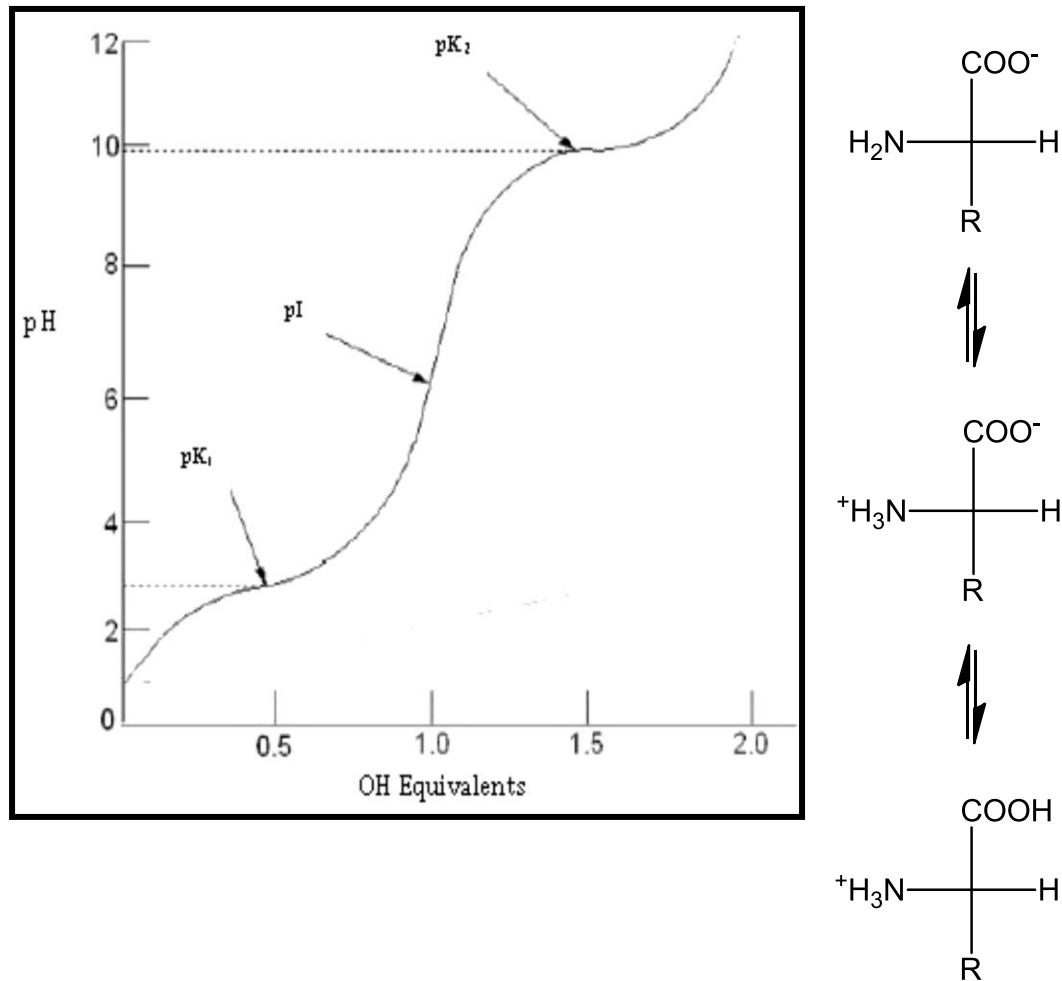 12
pK₂
10
8
pH
pI
6
pK₁
4
2
0
0.5 1.0 1.5 2.0
OH Equivalents
COO⁻
H₂N H
R
COO⁻
⁺H₃N H
R
COOH
⁺H₃N H
R